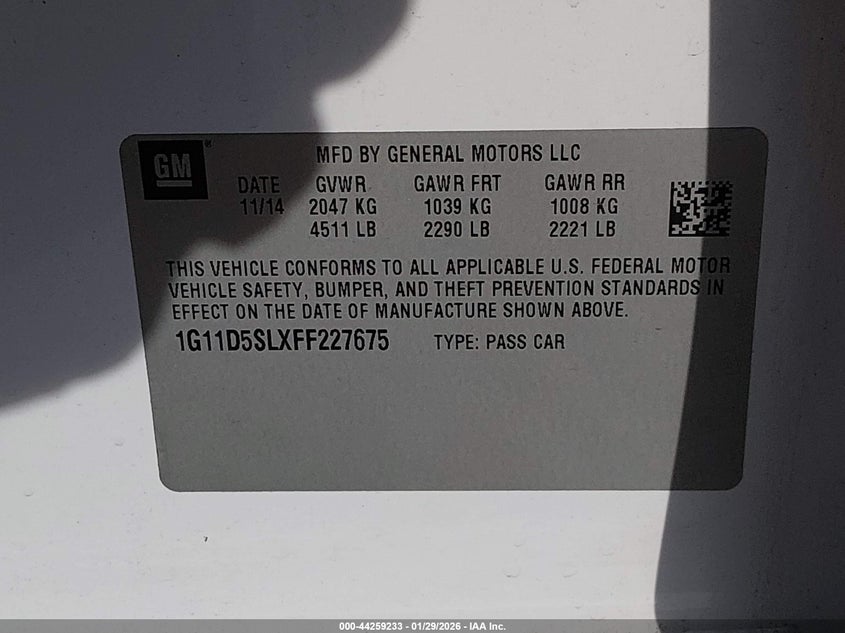 GM ®
MFD BY GENERAL MOTORS LLC
DATE GVWR GAWR FRT GAWR RR
11/14 2047 KG 1039 KG 1008 KG
4511 LB 2290 LB 2221 LB
THIS VEHICLE CONFORMS TO ALL APPLICABLE U.S. FEDERAL MOTOR
VEHICLE SAFETY, BUMPER, AND THEFT PREVENTION STANDARDS IN
EFFECT ON THE DATE OF MANUFACTURE SHOWN ABOVE.
1G11D5SLXFF227675 TYPE: PASS CAR
000-44259233 - 01/29/2026 - IAA Inc.